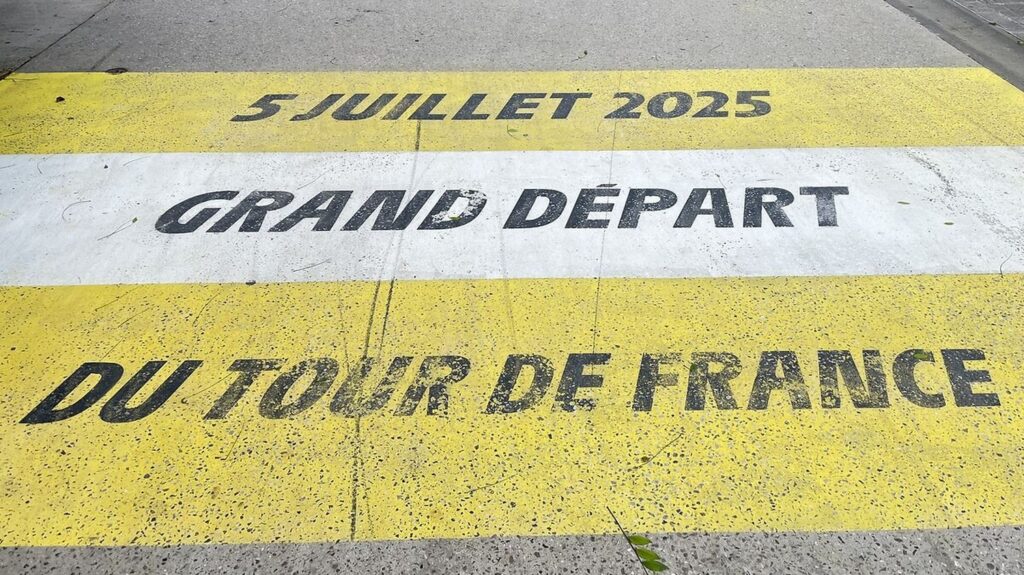 5 JUILLET 2025
GRAND DÉPART
DU TOUR DE FRANCE